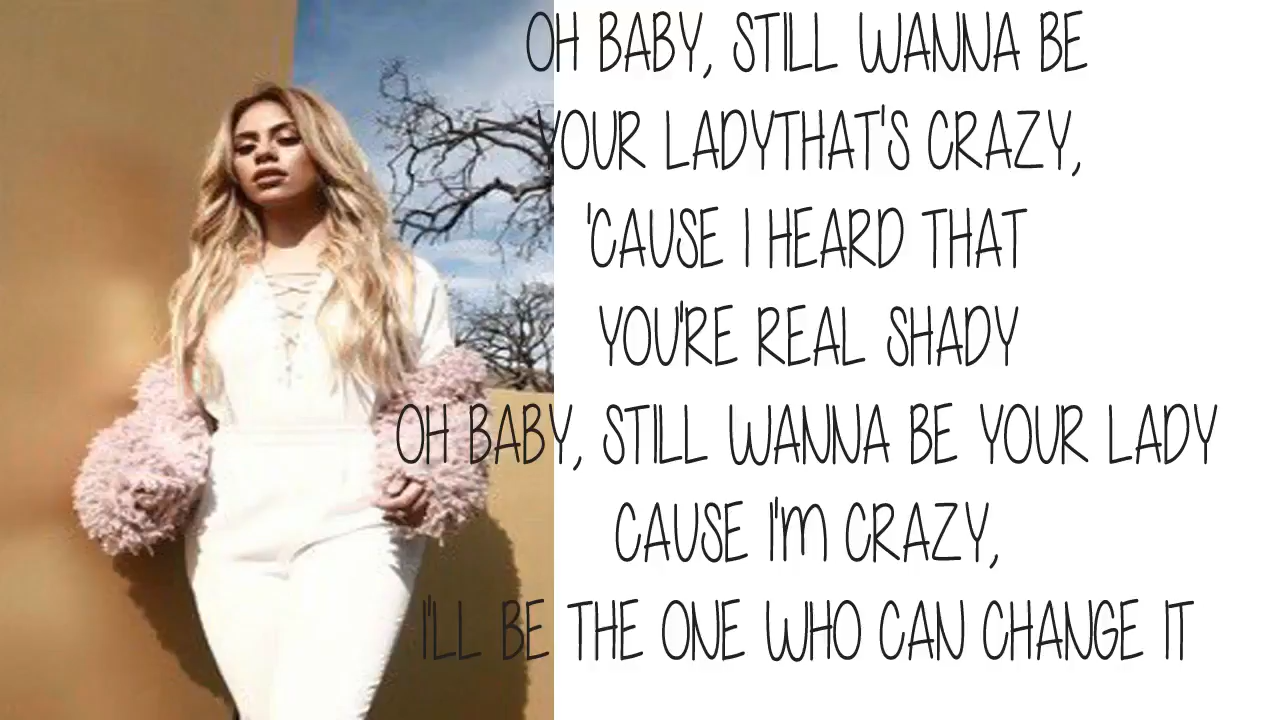 OH BABY, STILL WANNA BE
YOUR LADYTHAT'S CRAZY,
'CAUSE I HEARD THAT
YOU'RE REAL SHADY
OH BABY, STILL WANNA BE YOUR LADY
CAUSE I'M CRAZY,
I'LL BE THE ONE WHO CAN CHANGE IT